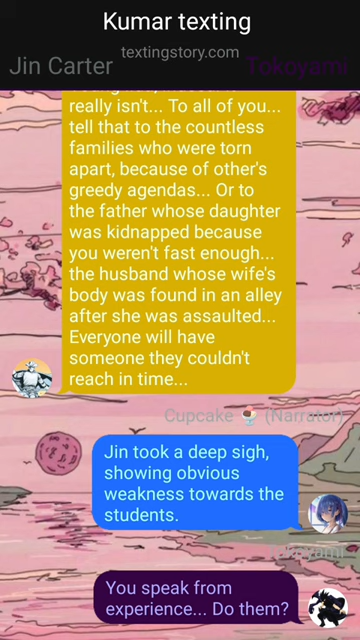 Kumar texting
textingstory.com
Jin Carter
Tokoyami
really isn't... To all of you...
tell that to the countless
families who were torn
apart, because of other's
greedy agendas... Or to
the father whose daughter
was kidnapped because
you weren't fast enough...
the husband whose wife's
body was found in an alley
after she was assaulted...
Everyone will have
someone they couldn't
reach in time...
Cupcake 🍨 (Narrator)
Jin took a deep sigh,
showing obvious
weakness towards the
students.
Tokoyami
You speak from
experience... Do them?